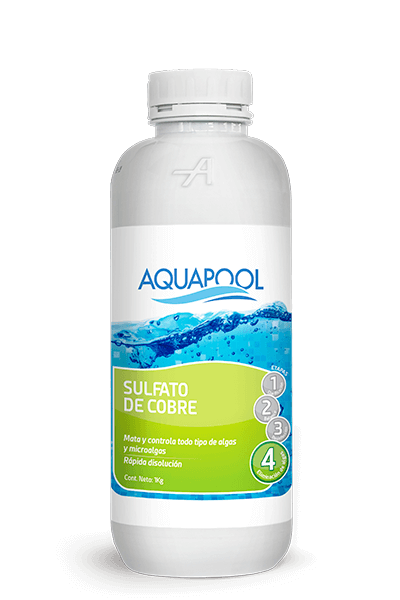 AQUAPOOL
SULFATO
DE COBRE
Mata y controla todo tipo de algas
y microalgas
Rápida disolución
Cont. Neto: 1Kg
ETAPAS
1
2
3
4